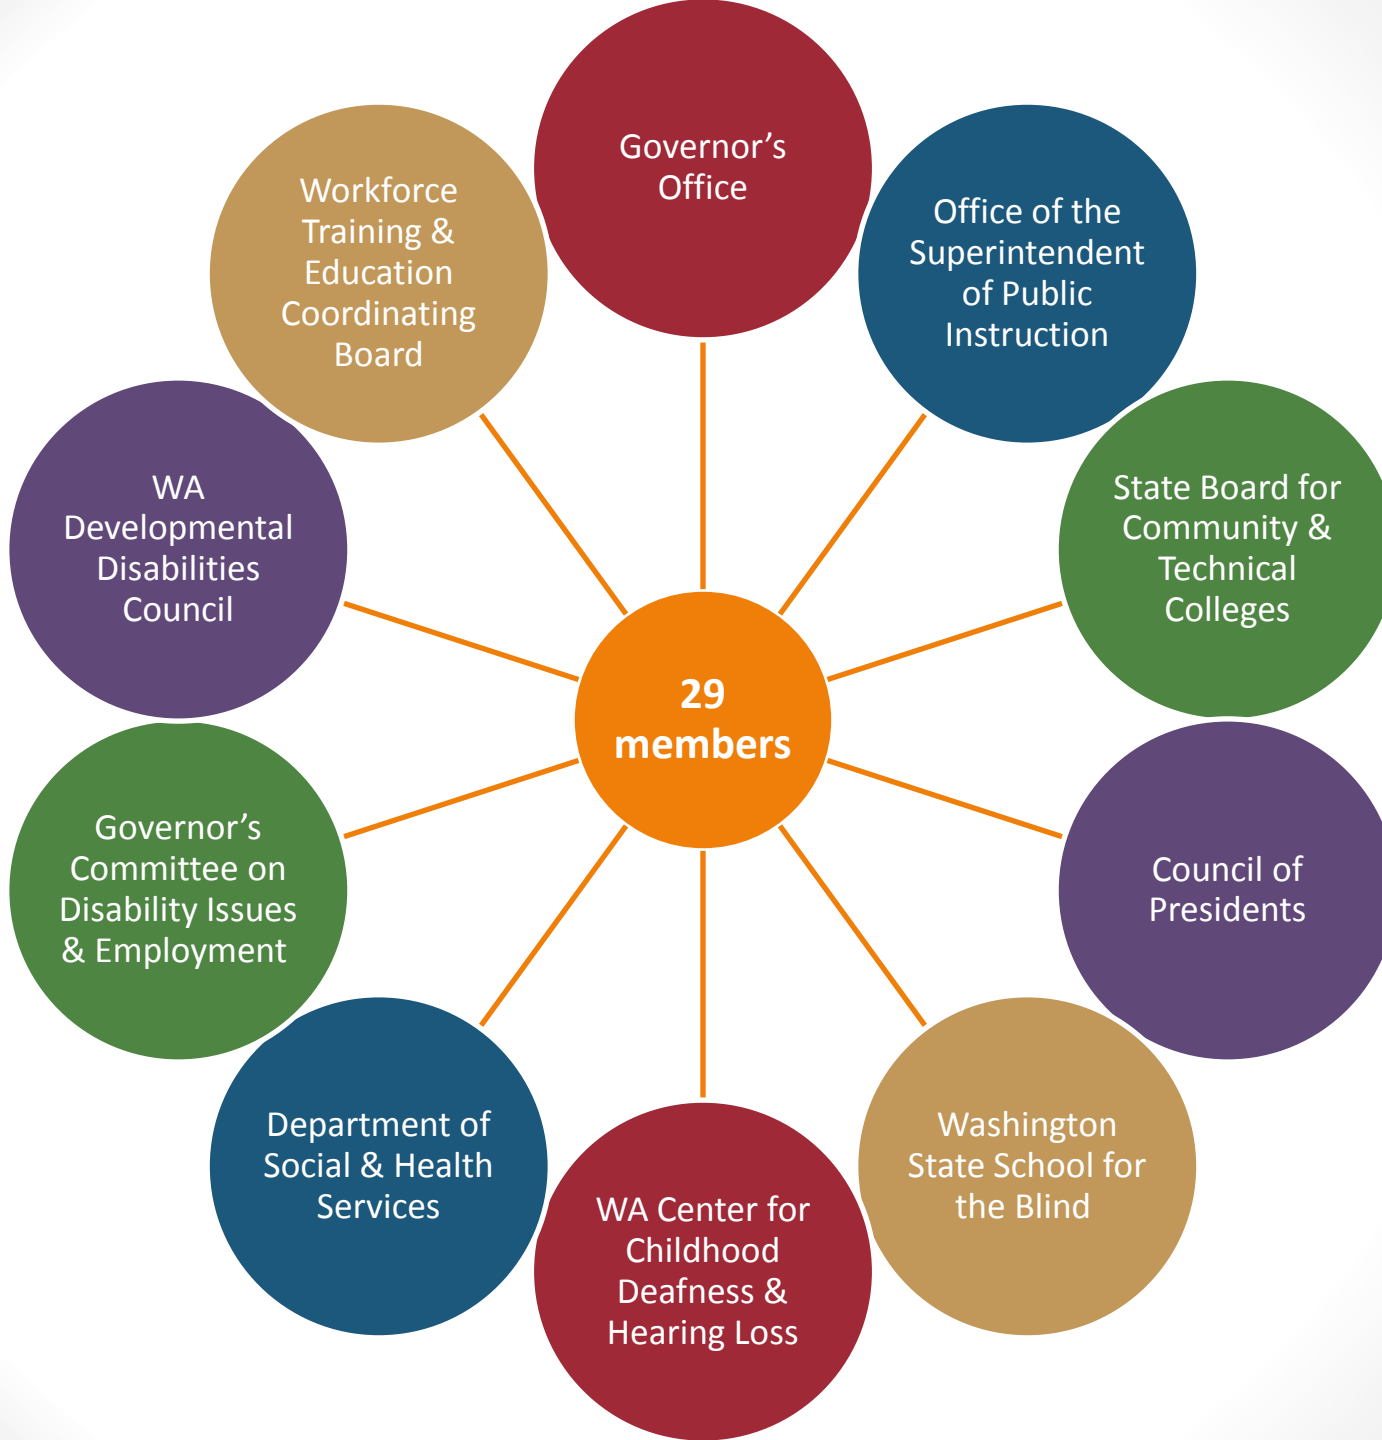 Governor’s
Office
Office of the
Superintendent
of Public
Instruction
State Board for
Community &
Technical
Colleges
Council of
Presidents
Washington
State School for
the Blind
WA Center for
Childhood
Deafness &
Hearing Loss
Department of
Social & Health
Services
Governor’s
Committee on
Disability Issues
& Employment
WA
Developmental
Disabilities
Council
Workforce
Training &
Education
Coordinating
Board
29
members